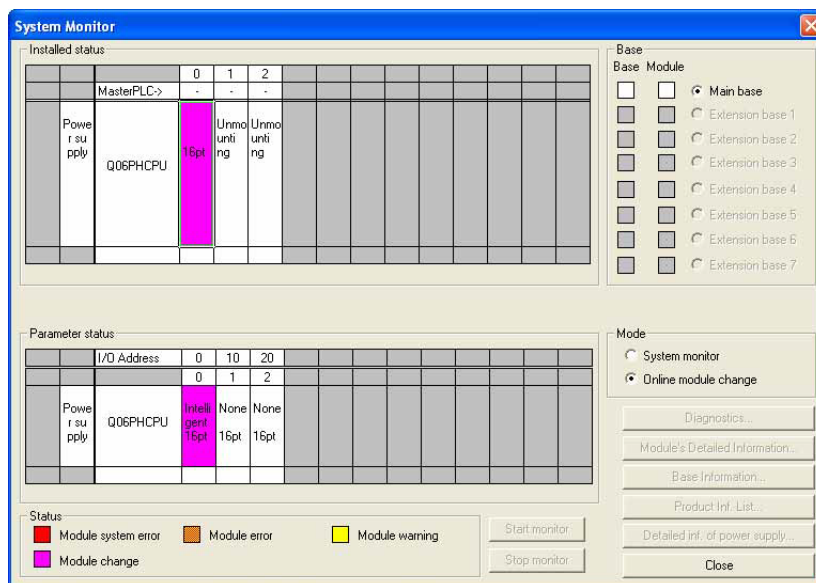 System Monitor
Installed status
0 1 2
MasterPLC-> - - -
Powe
r su
pply
Q06PHCPU
16pt
Unmo
unti
ng
Unmo
unti
ng
Base
Base Module
Main base
Extension base 1
Extension base 2
Extension base 3
Extension base 4
Extension base 5
Extension base 6
Extension base 7
Parameter status
I/O Address 0 10 20
0 1 2
Powe
r su
pply
Q06PHCPU
Intelli
gent
16pt
None
16pt
None
16pt
Mode
System monitor
Online module change
Diagnostics...
Module's Detailed Information...
Base Information...
Product Inf. List...
Detailed inf. of power supply...
Close
Status
Module system error
Module error
Module warning
Module change
Start monitor
Stop monitor